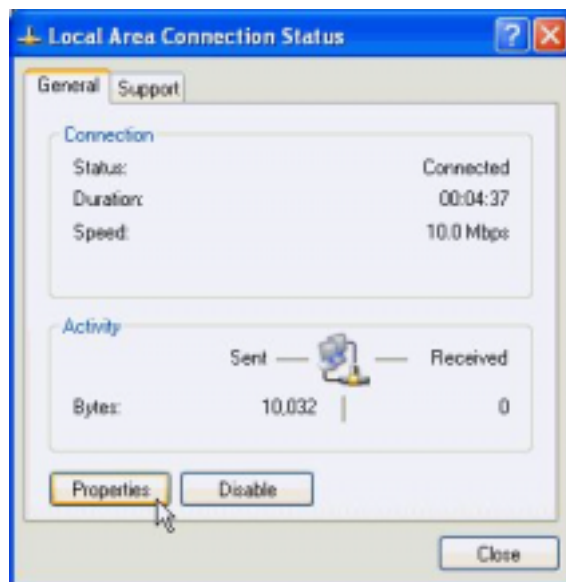 Local Area Connection Status
General Support
Connection
Status: Connected
Duration: 00:04:37
Speed: 10.0 Mbps
Activity
Sent — — Received
Bytes: 10,032 | 0
Properties Disable
Close